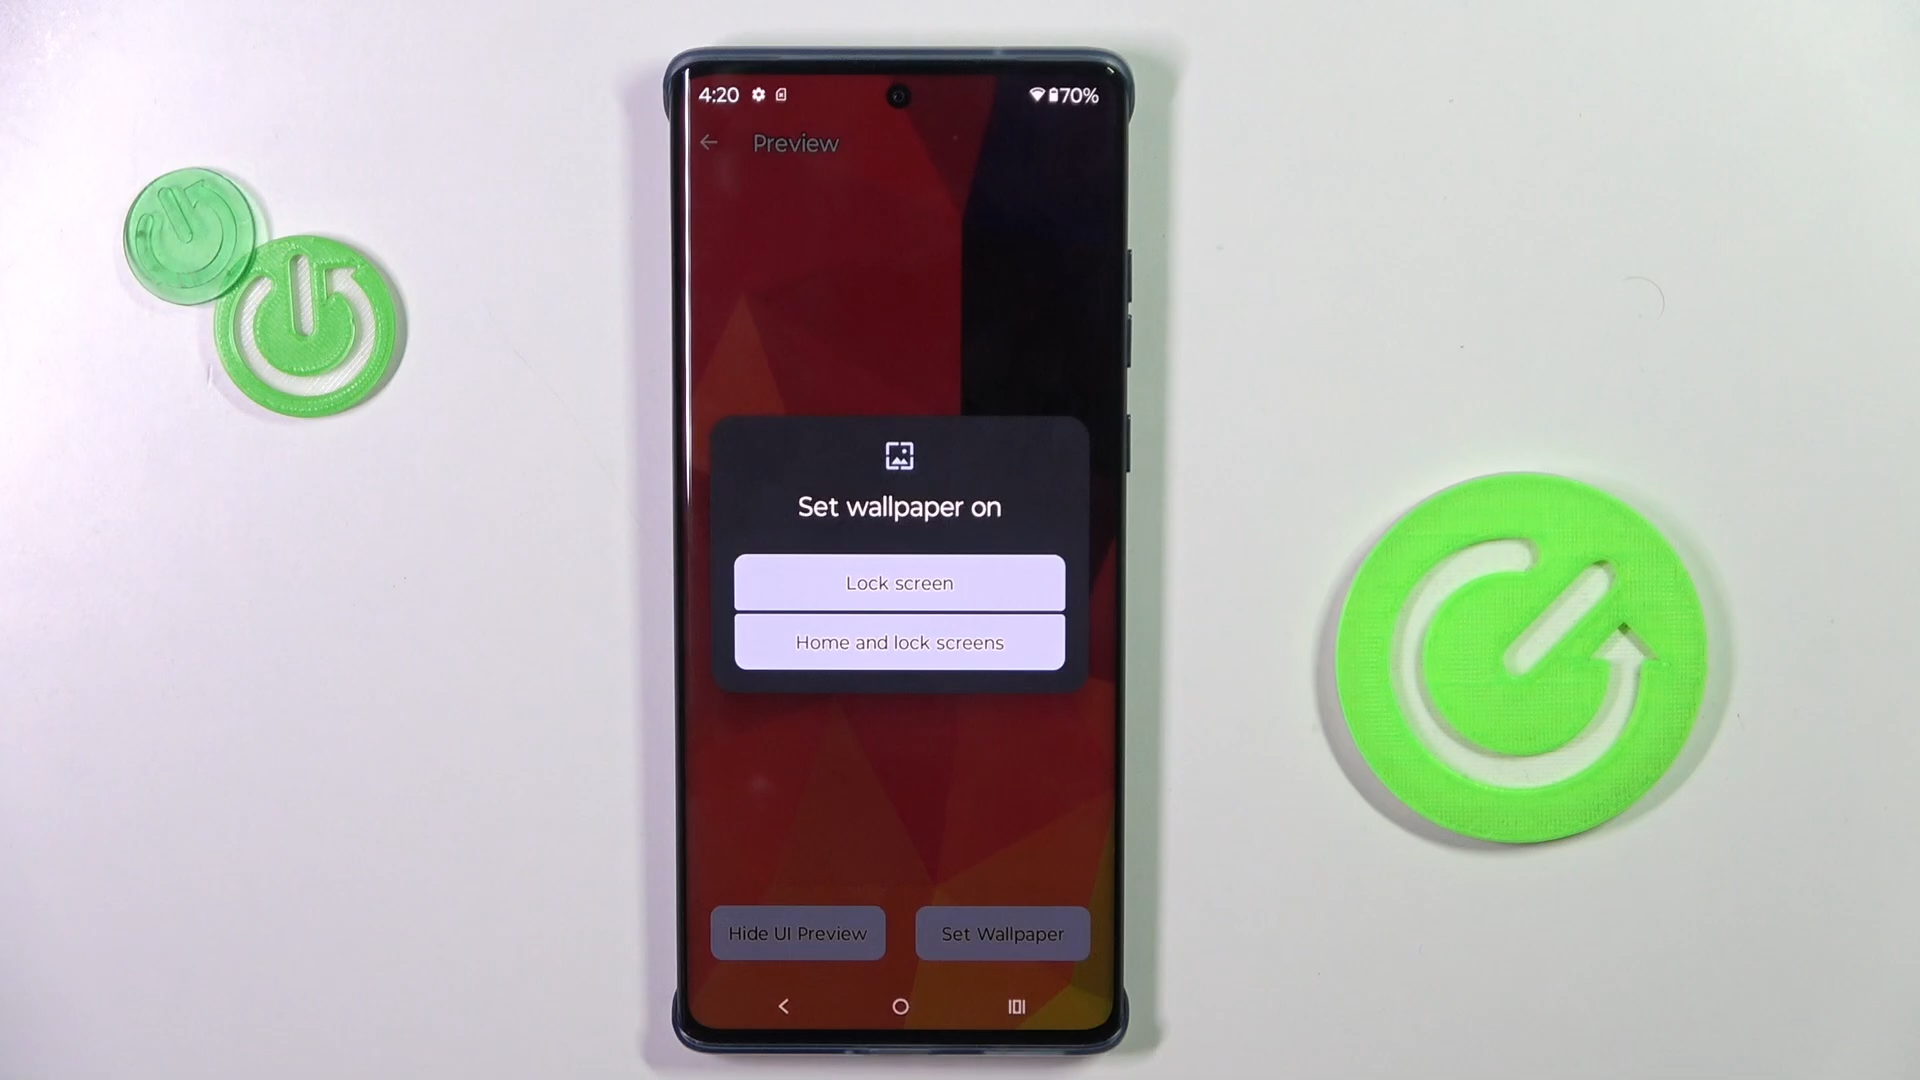 4:20 70%
Preview
Set wallpaper on
Lock screen
Home and lock screens
Hide UI Preview Set Wallpaper